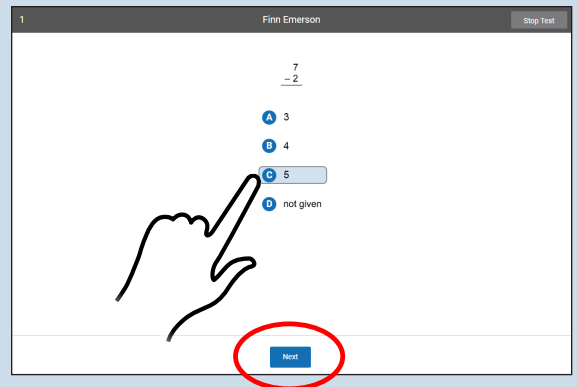 1 Finn Emerson Stop Test
7
– 2
A 3
B 4
C 5
D not given
Next